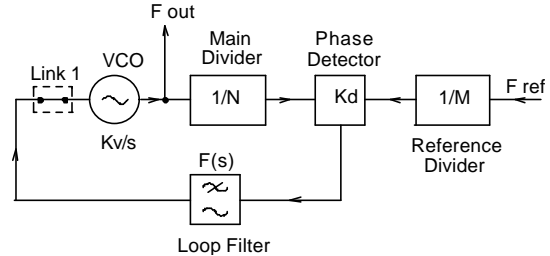 F out
VCO
Main
Divider
Phase
Detector
Link 1
1/N
Kd
1/M
F ref
Kv/s
Reference
Divider
F(s)
Loop Filter